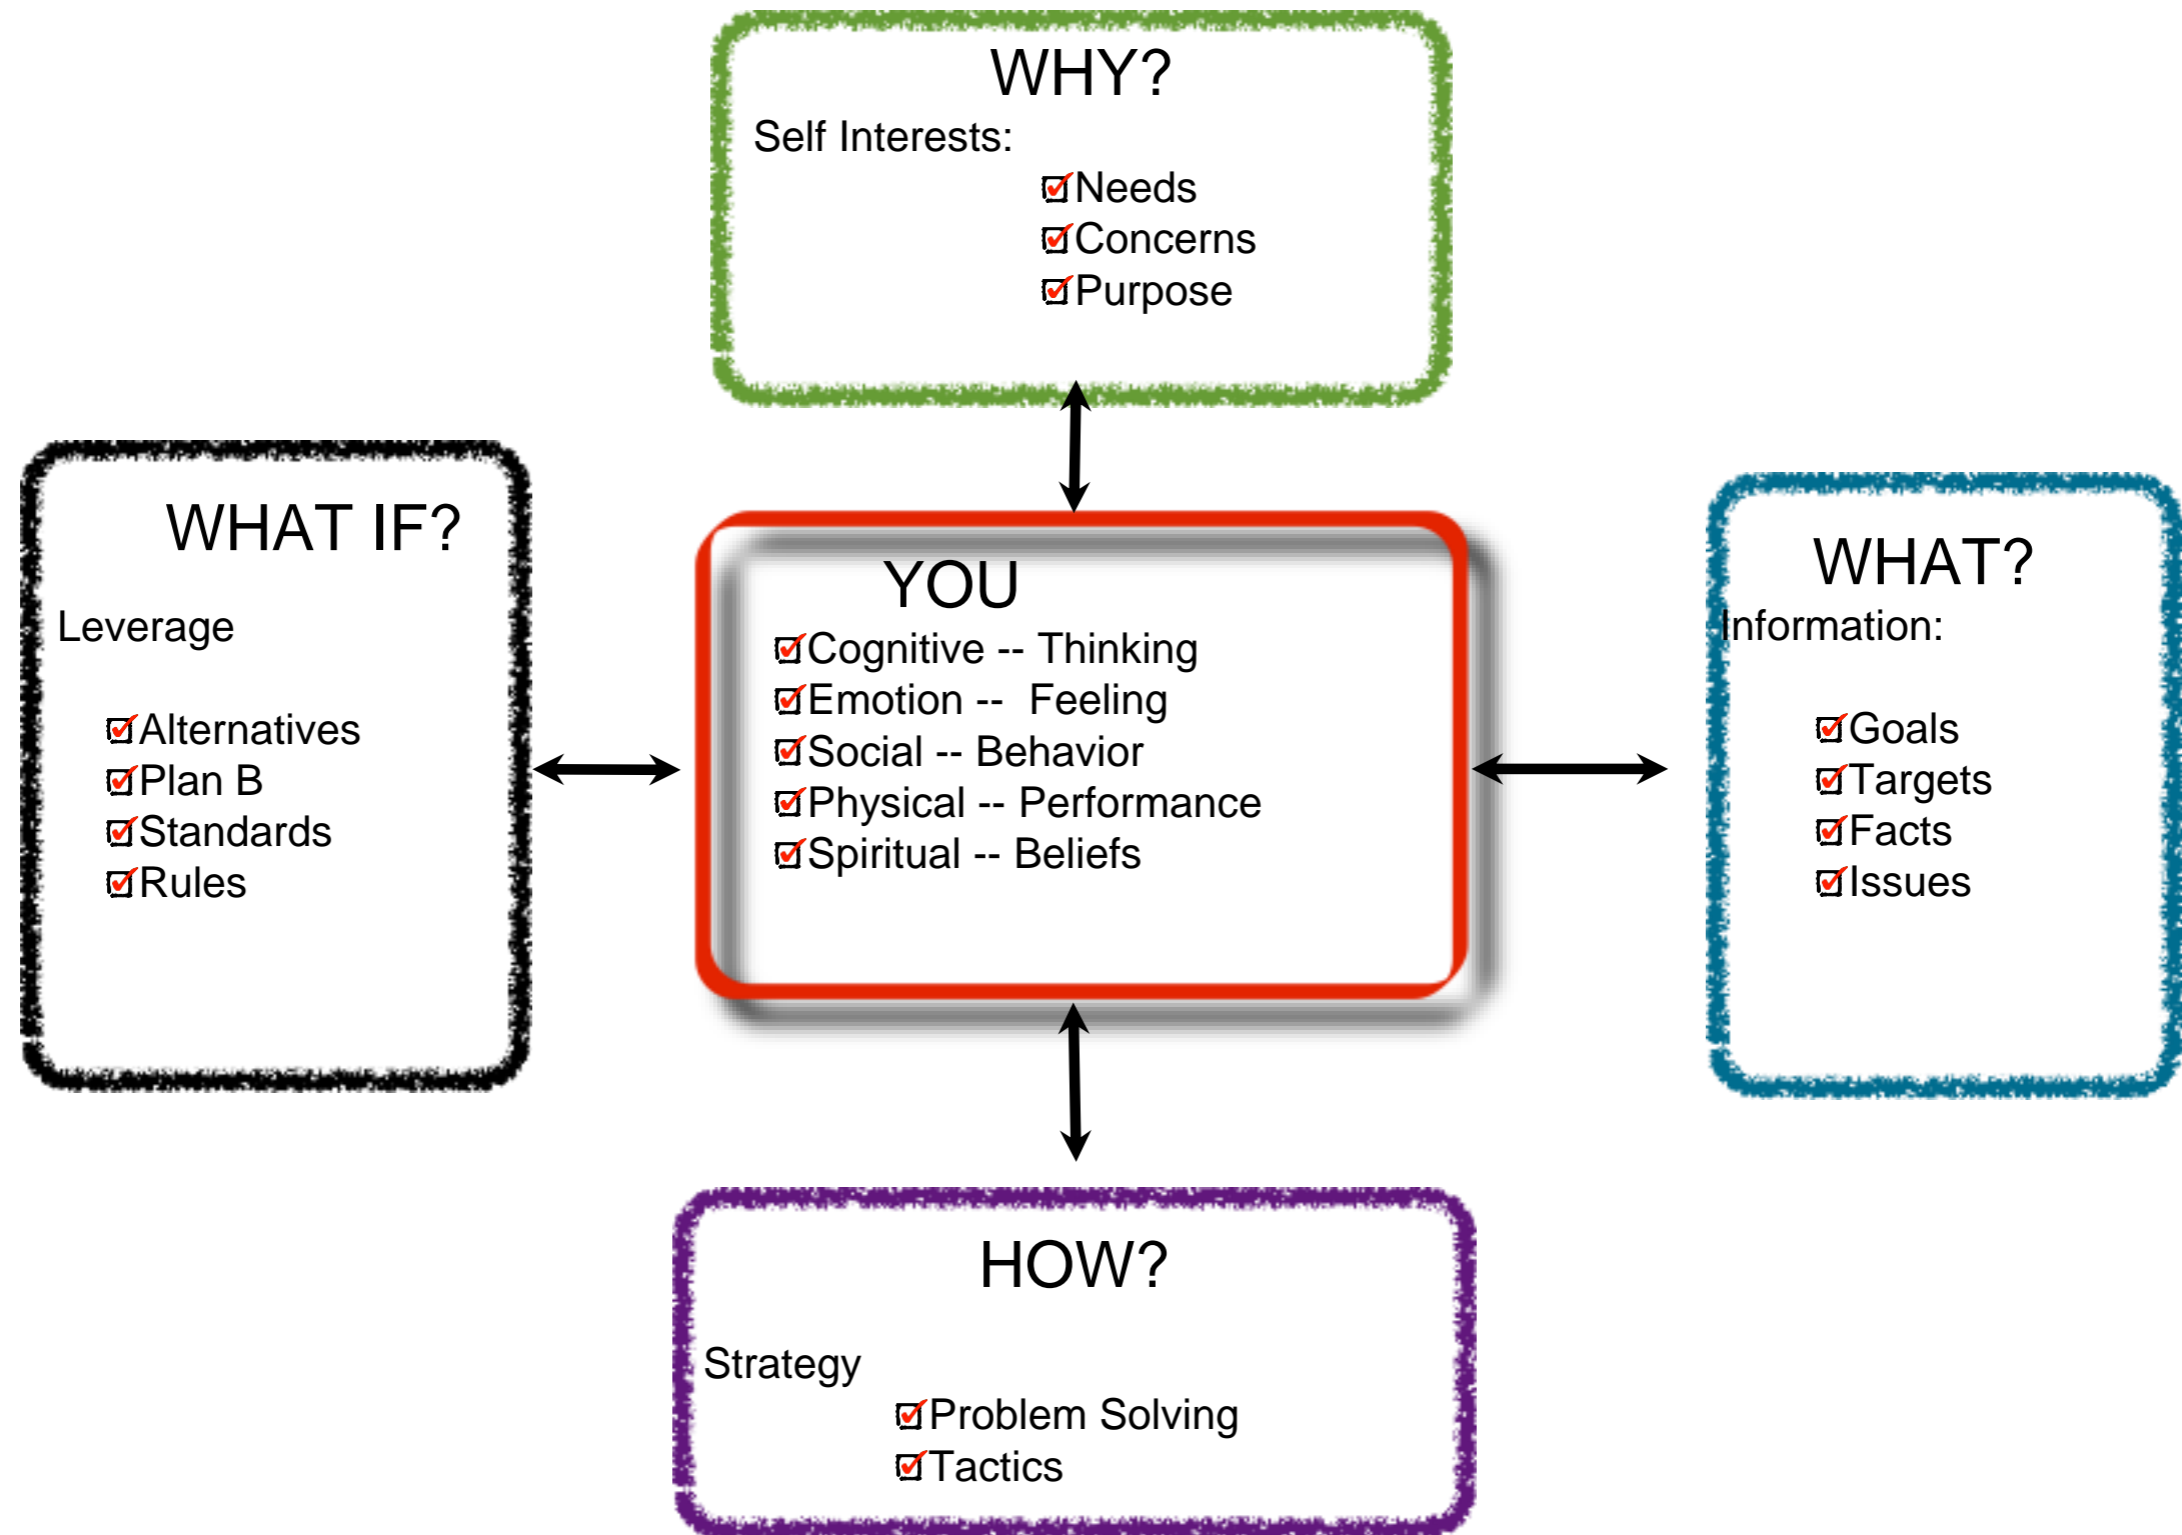 WHY?
Self Interests:
Needs
Concerns
Purpose
WHAT IF?
Leverage
Alternatives
Plan B
Standards
Rules
YOU
Cognitive -- Thinking
Emotion -- Feeling
Social -- Behavior
Physical -- Performance
Spiritual -- Beliefs
WHAT?
Information:
Goals
Targets
Facts
Issues
HOW?
Strategy
Problem Solving
Tactics